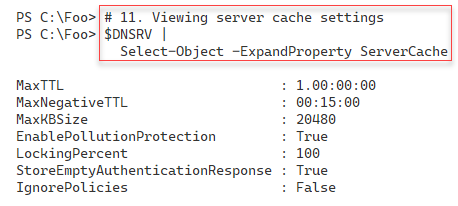 PS C:\Foo> # 11. Viewing server cache settings
PS C:\Foo> $DNSRV |
Select-Object -ExpandProperty ServerCache
MaxTTL : 1.00:00:00
MaxNegativeTTL : 00:15:00
MaxKBSize : 20480
EnablePollutionProtection : True
LockingPercent : 100
StoreEmptyAuthenticationResponse : True
IgnorePolicies : False